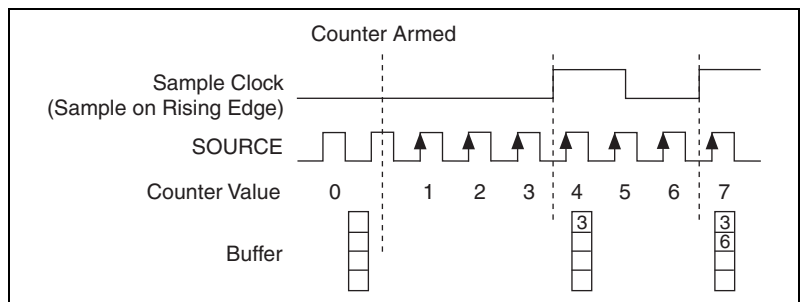 Counter Armed
Sample Clock
(Sample on Rising Edge)
SOURCE
Counter Value 0 1 2 3 4 5 6 7
3 3
6
Buffer